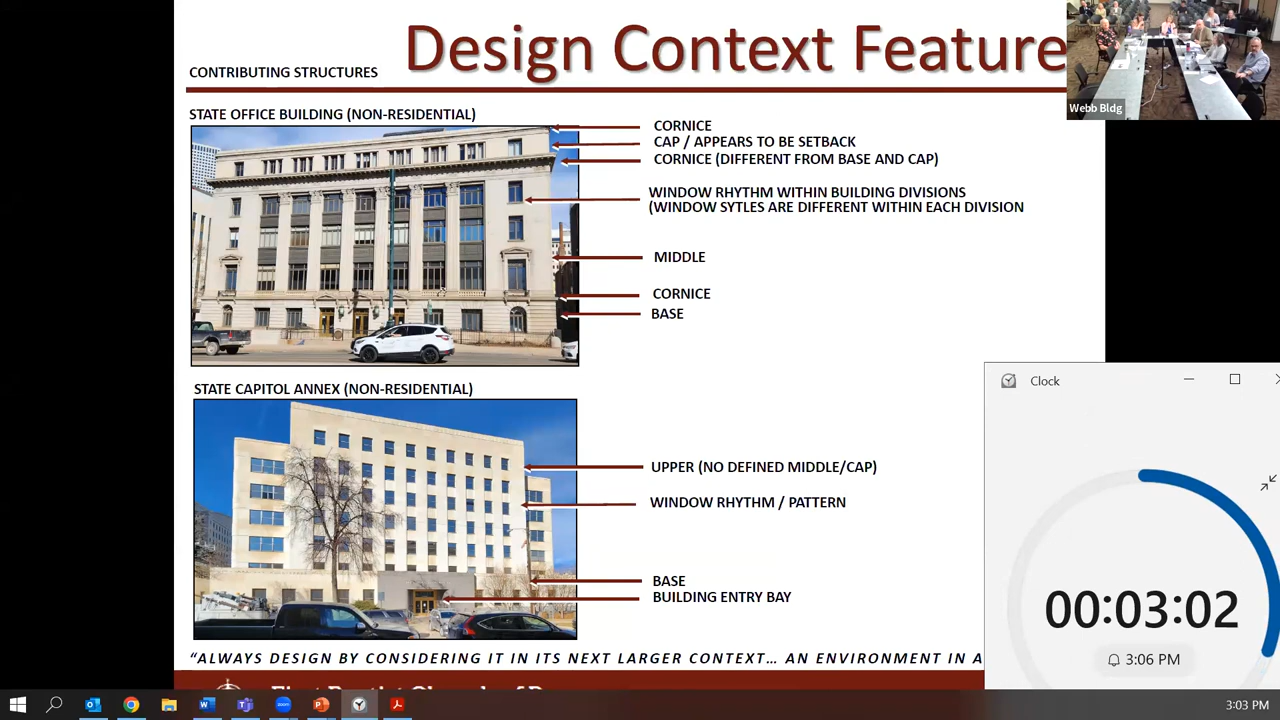 Design Context Feature
CONTRIBUTING STRUCTURES
Webb Bldg
STATE OFFICE BUILDING (NON-RESIDENTIAL)
CORNICE
CAP / APPEARS TO BE SETBACK
CORNICE (DIFFERENT FROM BASE AND CAP)
WINDOW RHYTHM WITHIN BUILDING DIVISIONS
(WINDOW SYTLES ARE DIFFERENT WITHIN EACH DIVISION
MIDDLE
CORNICE
BASE
STATE CAPITOL ANNEX (NON-RESIDENTIAL)
UPPER (NO DEFINED MIDDLE/CAP)
WINDOW RHYTHM / PATTERN
BASE
BUILDING ENTRY BAY
"ALWAYS DESIGN BY CONSIDERING IT IN ITS NEXT LARGER CONTEXT... AN ENVIRONMENT IN A
Clock
00:03:02
3:06 PM
3:03 PM